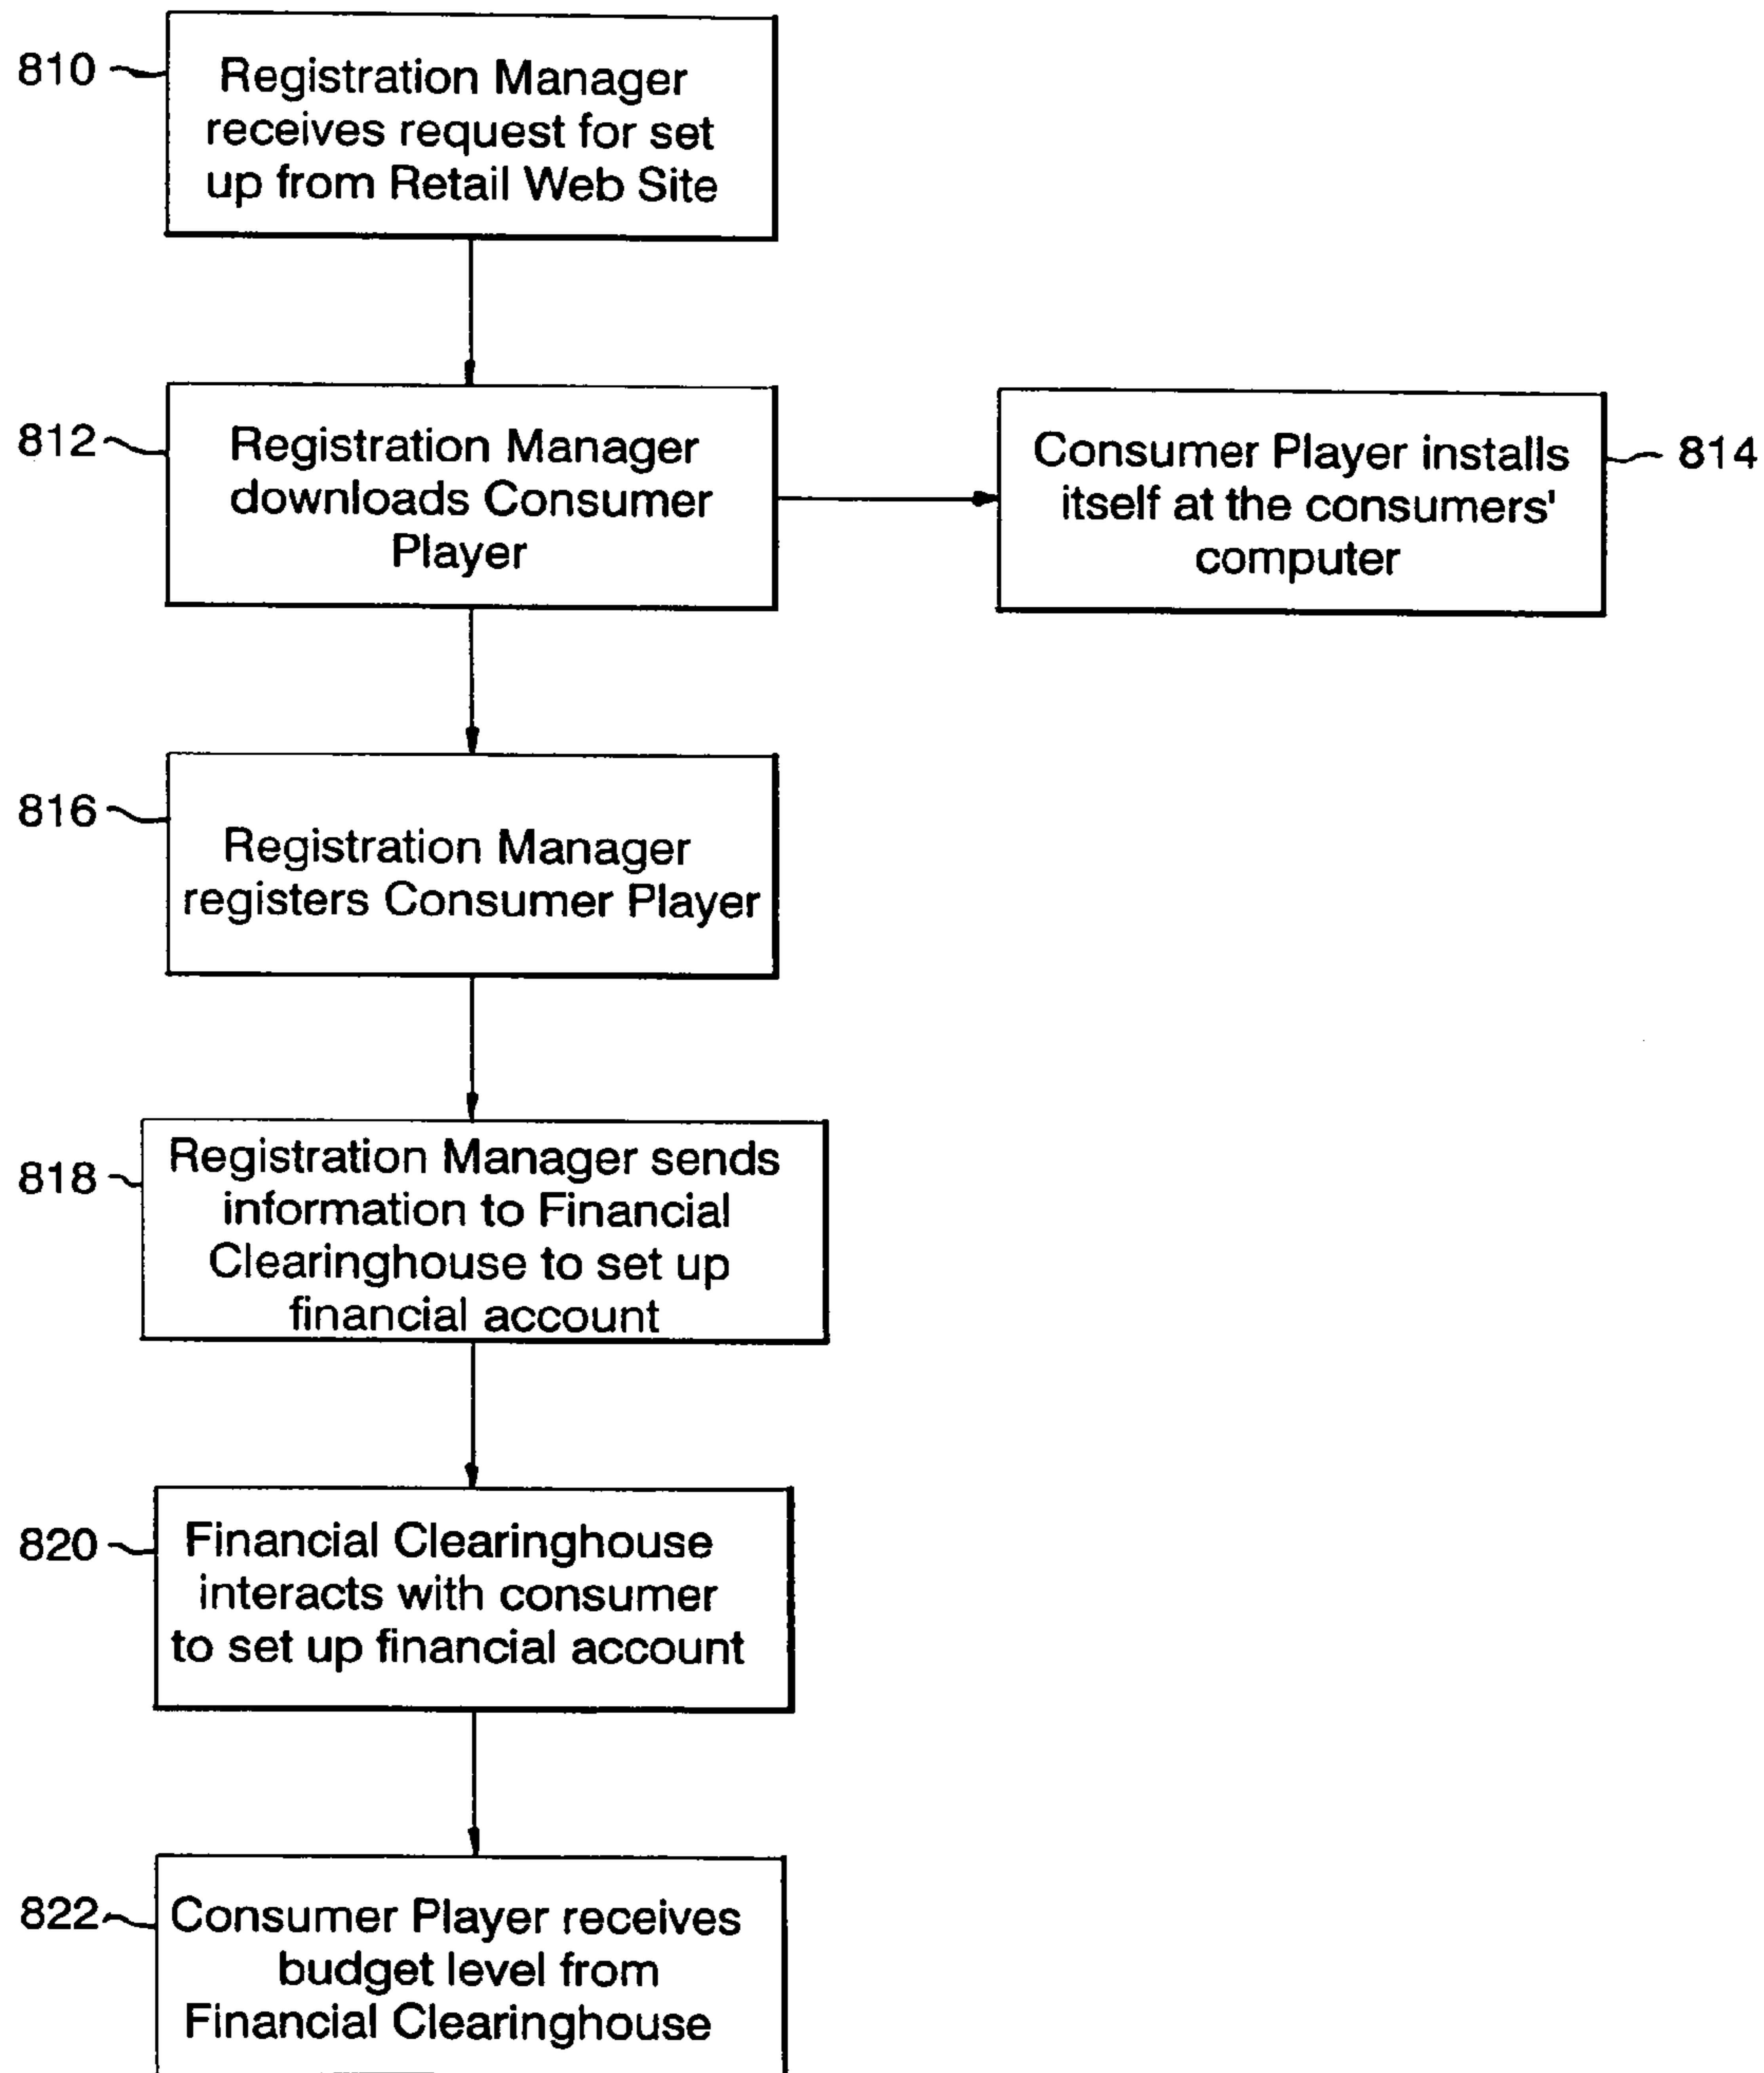 810
Registration Manager
receives request for set
up from Retail Web Site
812
Registration Manager
downloads Consumer
Player
Consumer Player installs
itself at the consumers'
computer
814
816
Registration Manager
registers Consumer Player
818
Registration Manager sends
information to Financial
Clearinghouse to set up
financial account
820
Financial Clearinghouse
interacts with consumer
to set up financial account
822
Consumer Player receives
budget level from
Financial Clearinghouse